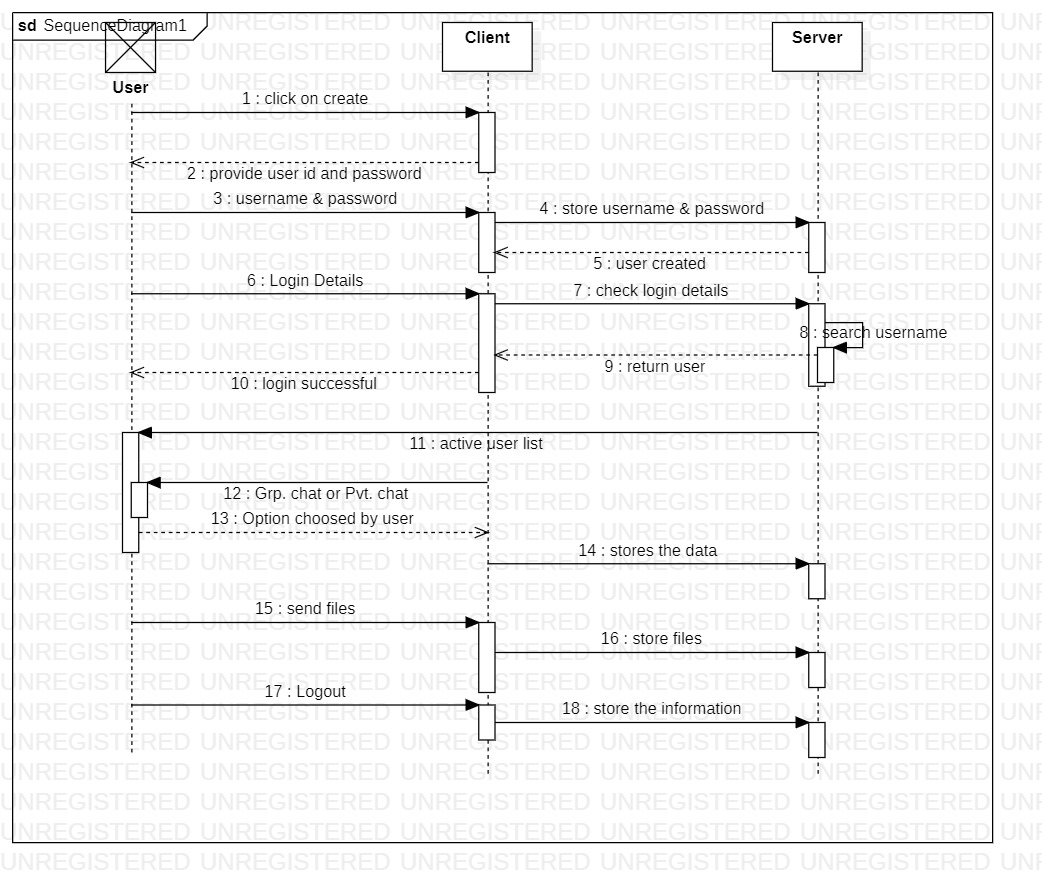 sd SequenceDiagram1
Client
Server
User
1 : click on create
2 : provide user id and password
3 : username & password
4 : store username & password
5 : user created
6 : Login Details
7 : check login details
8 : search username
9 : return user
10 : login successful
11 : active user list
12 : Grp. chat or Pvt. chat
13 : Option choosed by user
14 : stores the data
15 : send files
16 : store files
17 : Logout
18 : store the information
UNREGISTERED